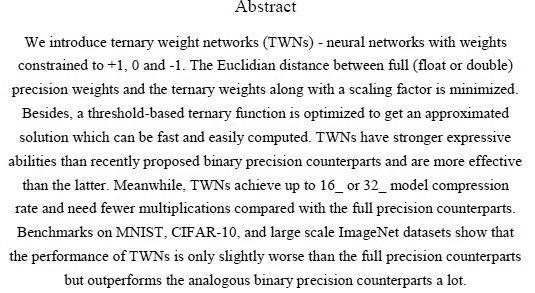 Abstract
We introduce ternary weight networks (TWNs) - neural networks with weights
constrained to +1, 0 and -1. The Euclidian distance between full (float or double)
precision weights and the ternary weights along with a scaling factor is minimized.
Besides, a threshold-based ternary function is optimized to get an approximated
solution which can be fast and easily computed. TWNs have stronger expressive
abilities than recently proposed binary precision counterparts and are more effective
than the latter. Meanwhile, TWNs achieve up to 16_ or 32_ model compression
rate and need fewer multiplications compared with the full precision counterparts.
Benchmarks on MNIST, CIFAR-10, and large scale ImageNet datasets show that
the performance of TWNs is only slightly worse than the full precision counterparts
but outperforms the analogous binary precision counterparts a lot.